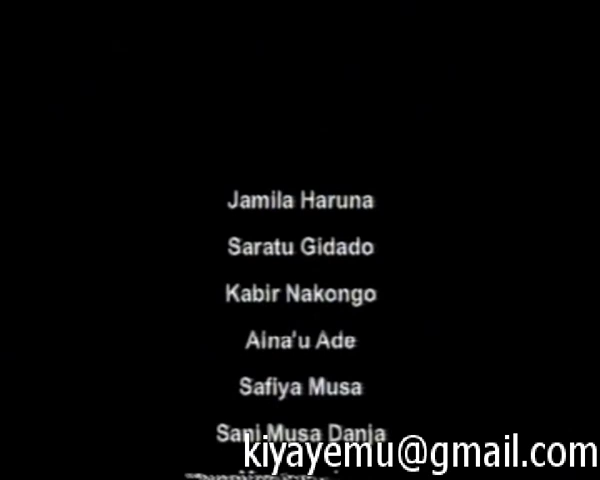 Jamila Haruna
Saratu Gidado
Kabir Nakongo
Aina'u Ade
Safiya Musa
Sani Musa Danja
kiyayemu@gmail.com